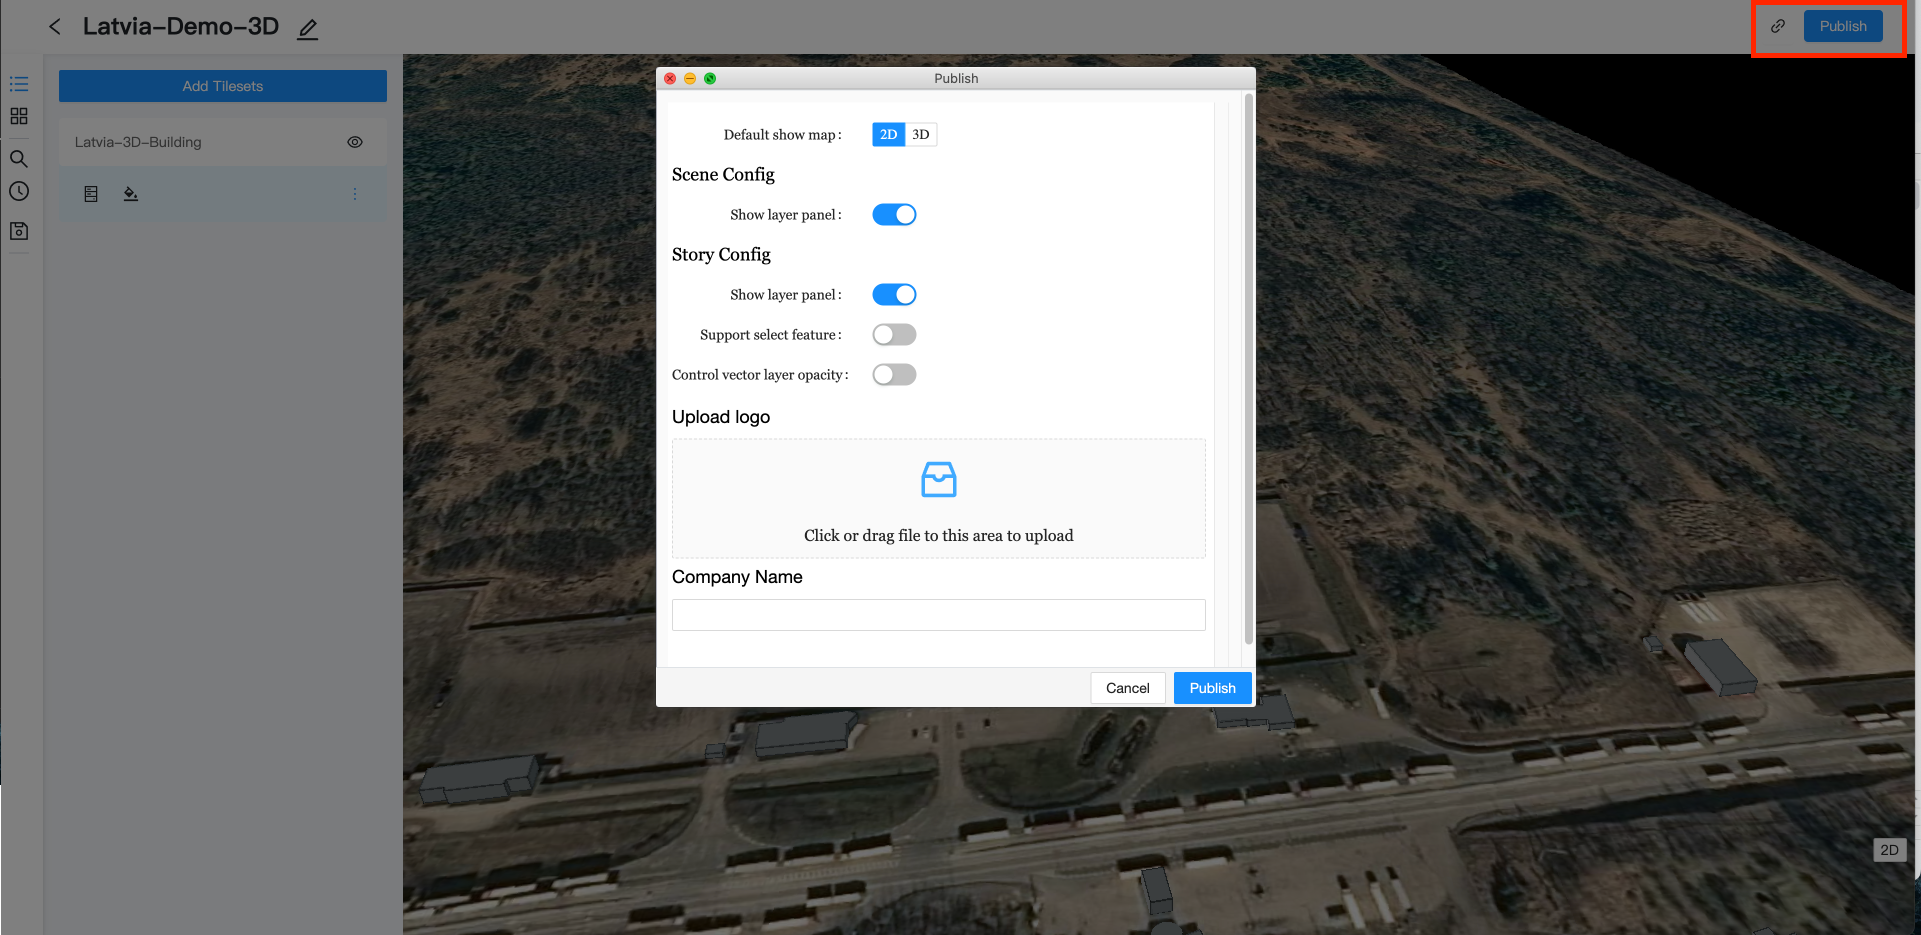 Latvia-Demo-3D
Publish
Add Tilesets
Latvia-3D-Building
Publish
Default show map :
2D 3D
Scene Config
Show layer panel :
Story Config
Show layer panel :
Support select feature :
Control vector layer opacity :
Upload logo
Click or drag file to this area to upload
Company Name
Cancel Publish
2D